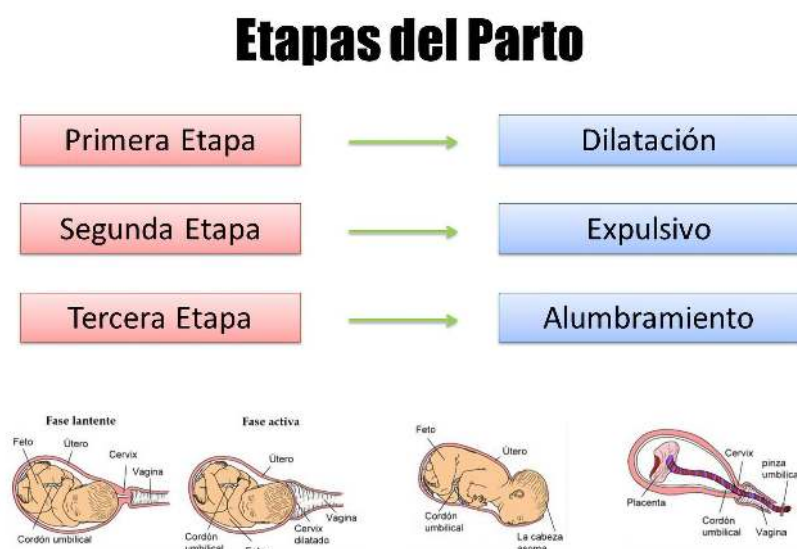 Etapas del Parto
Primera Etapa
Dilatación
Segunda Etapa
Expulsivo
Tercera Etapa
Alumbramiento
Fase lantente
Feto
Útero
Cervix
Vagina
Cordón umbilical
Fase activa
Útero
Vagina
Cervix
dilatado
Cordón
umbilical
Feto
Útero
Cordón
umbilical
La cabeza
asoma
Cervix
pinza
umbilical
Placenta
Cordón
umbilical
Vagina